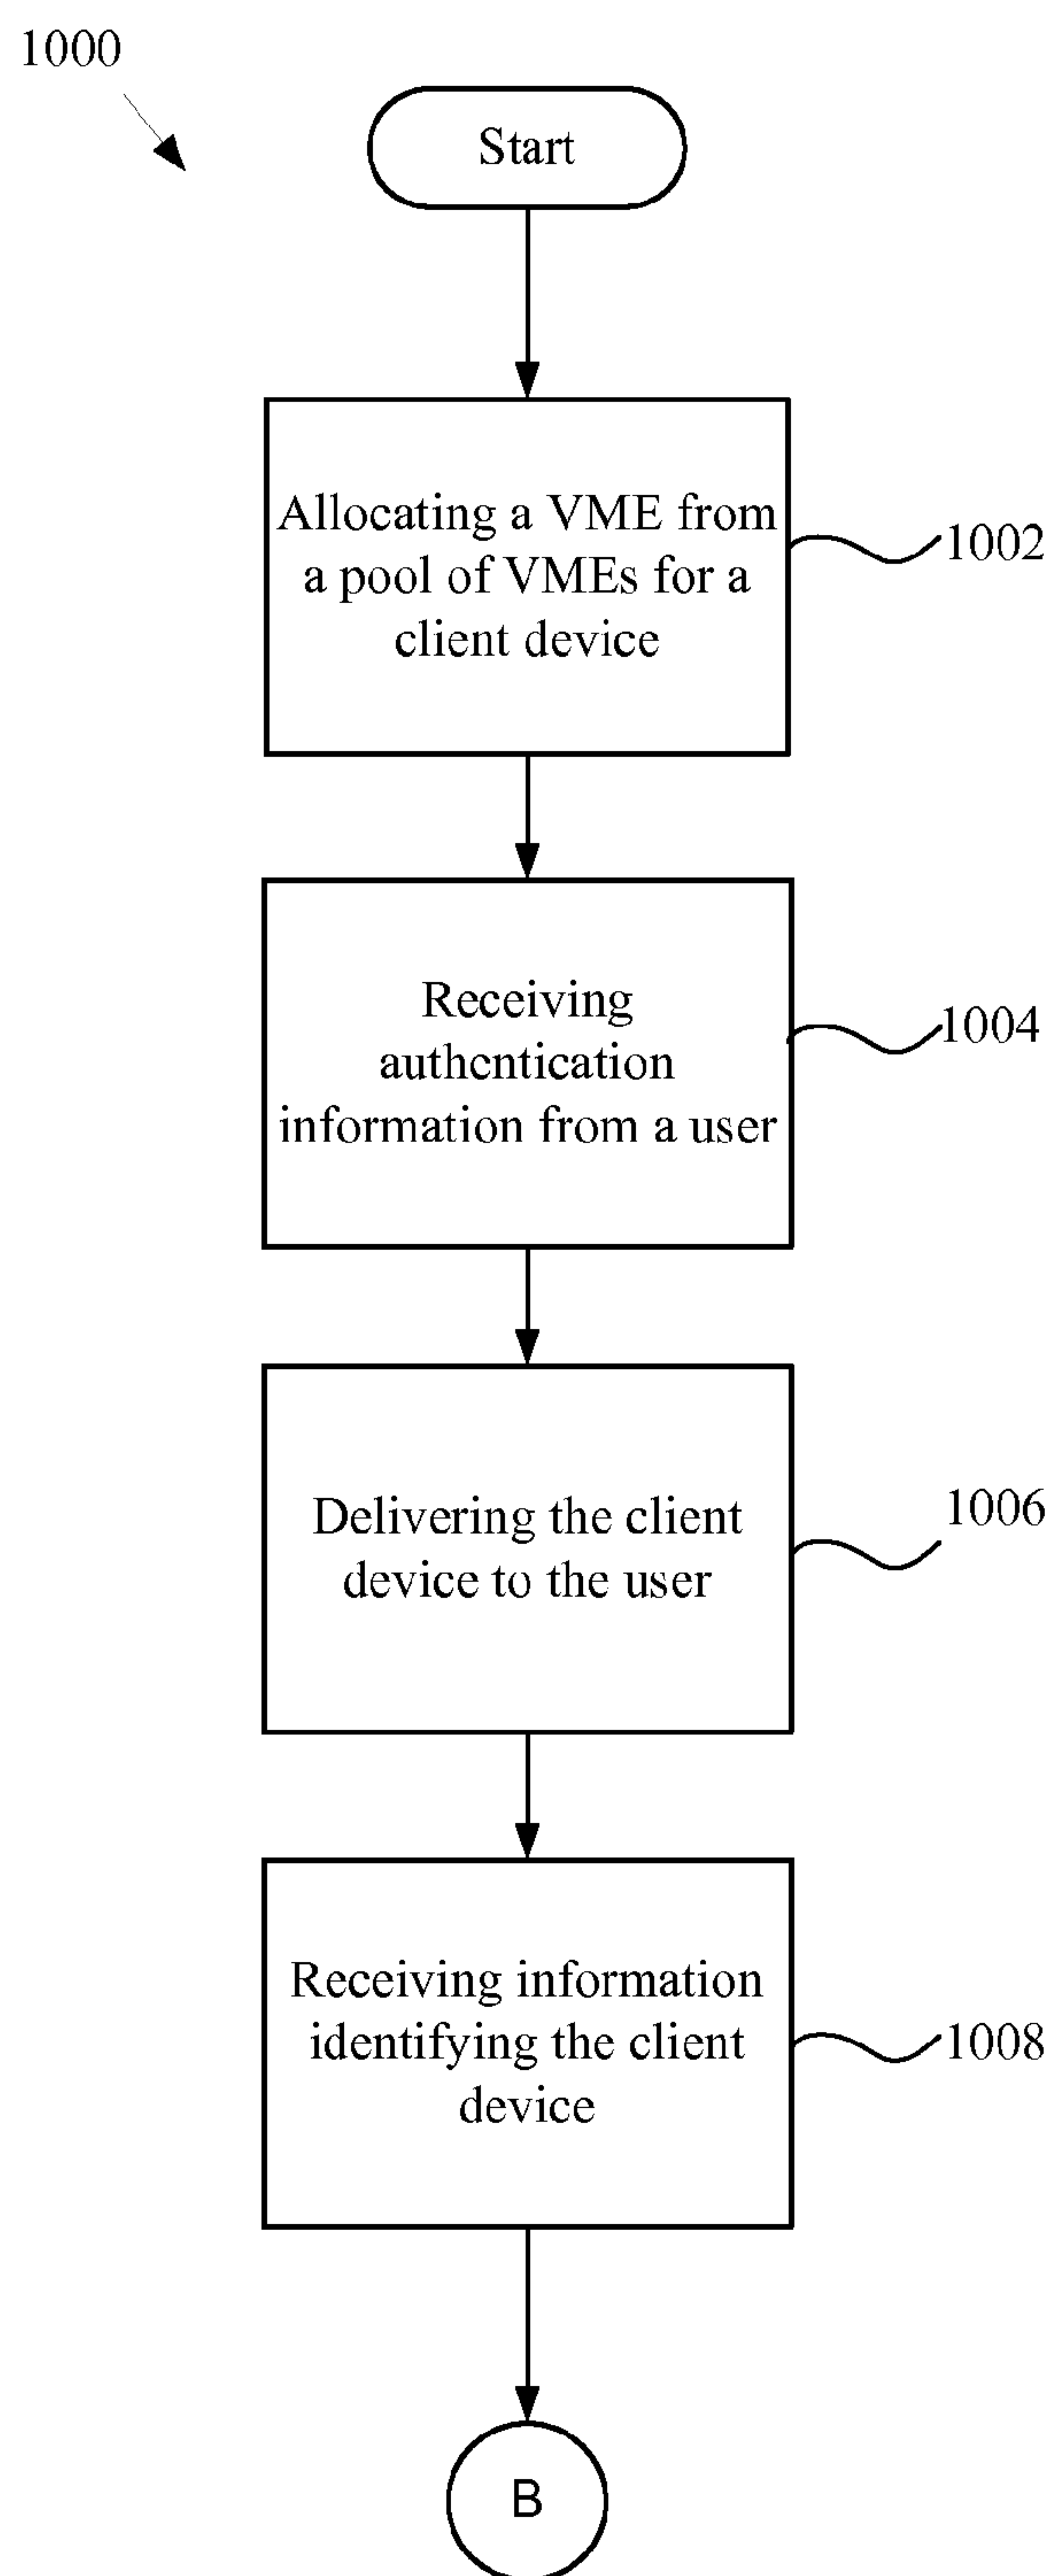 1000
Start
Allocating a VME from
a pool of VMEs for a
client device
1002
Receiving
authentication
information from a user
1004
Delivering the client
device to the user
1006
Receiving information
identifying the client
device
1008
B